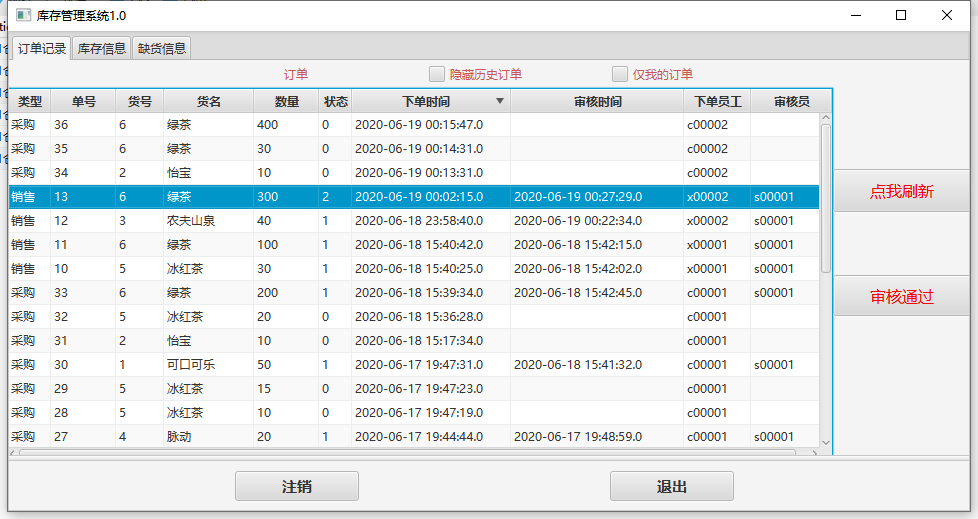 库存管理系统1.0
订单记录 库存信息 缺货信息
订单 隐藏历史订单 仅我的订单
类型 单号 货号 货名 数量 状态 下单时间 审核时间 下单员工 审核员
采购 36 6 绿茶 400 0 2020-06-19 00:15:47.0 c00002
采购 35 6 绿茶 30 0 2020-06-19 00:14:31.0 c00002
采购 34 2 怡宝 10 0 2020-06-19 00:13:31.0 c00002
销售 13 6 绿茶 300 2 2020-06-19 00:02:15.0 2020-06-19 00:27:29.0 x00002 s00001
点我刷新
销售 12 3 农夫山泉 40 1 2020-06-18 23:58:40.0 2020-06-19 00:22:34.0 x00002 s00001
销售 11 6 绿茶 100 1 2020-06-18 15:40:42.0 2020-06-18 15:42:15.0 x00001 s00001
销售 10 5 冰红茶 30 1 2020-06-18 15:40:25.0 2020-06-18 15:42:02.0 x00001 s00001
采购 33 6 绿茶 200 1 2020-06-18 15:39:34.0 2020-06-18 15:42:45.0 c00001 s00001
审核通过
采购 32 5 冰红茶 20 0 2020-06-18 15:36:28.0 c00001
采购 31 2 怡宝 10 0 2020-06-18 15:17:34.0 c00001
采购 30 1 可口可乐 50 1 2020-06-17 19:47:31.0 2020-06-18 15:41:32.0 c00001 s00001
采购 29 5 冰红茶 15 0 2020-06-17 19:47:23.0 c00001
采购 28 5 冰红茶 10 0 2020-06-17 19:47:19.0 c00001
采购 27 4 脉动 20 1 2020-06-17 19:44:44.0 2020-06-17 19:48:59.0 c00001 s00001
注销 退出